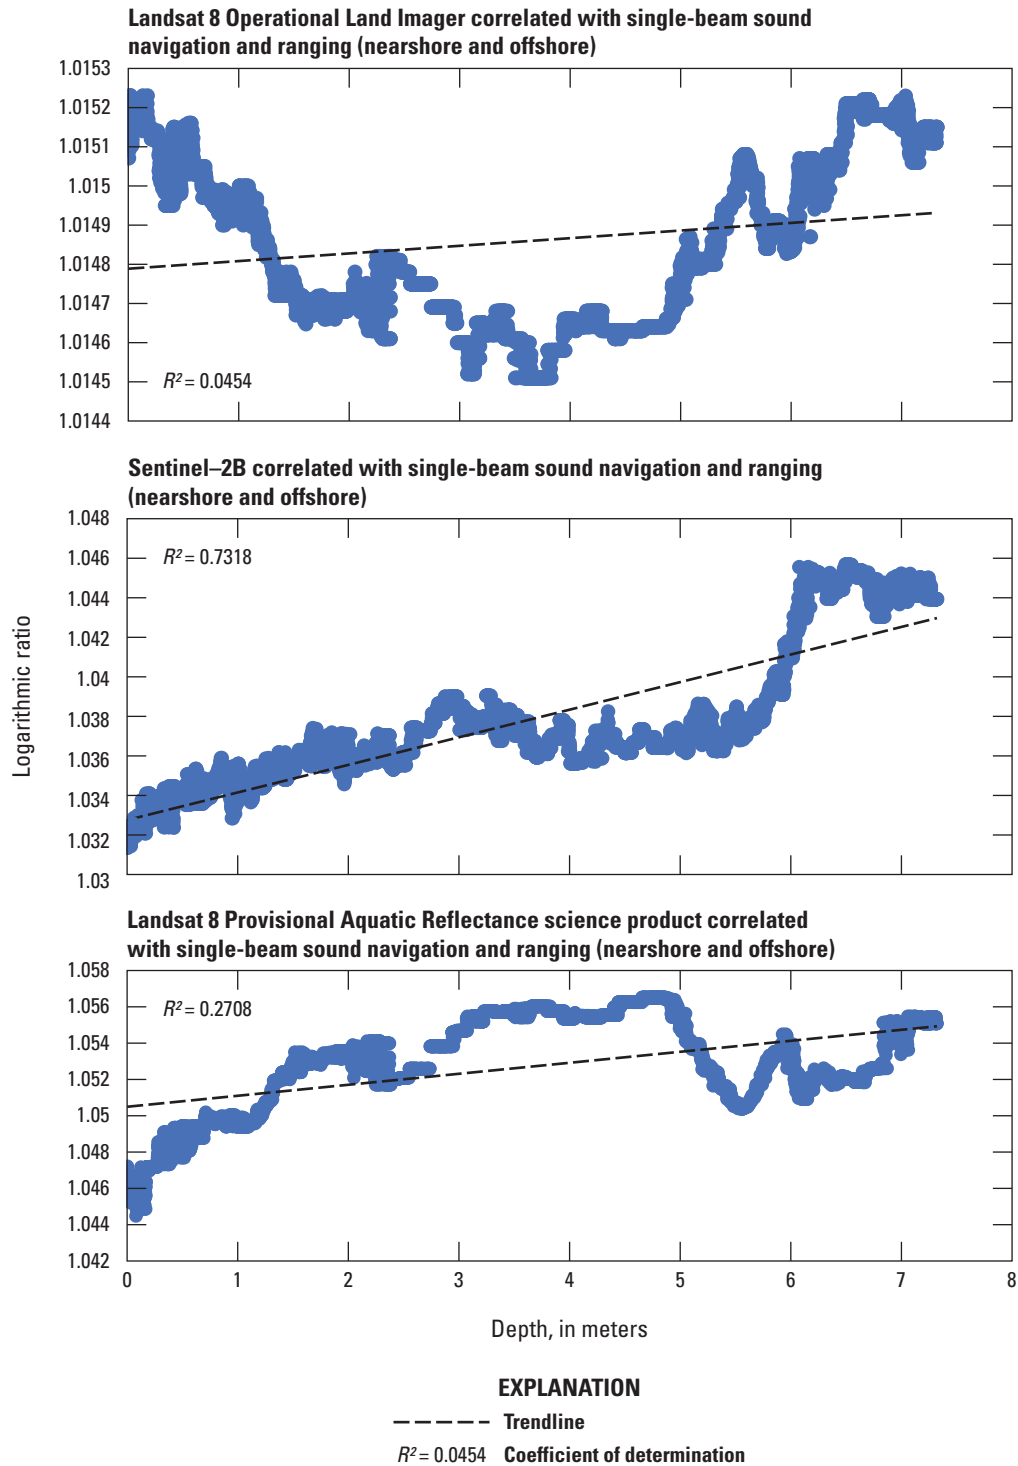 Landsat 8 Operational Land Imager correlated with single-beam sound
navigation and ranging (nearshore and offshore)
1.0153
1.0152
1.0151
1.015
1.0149
1.0148
1.0147
1.0146
1.0145
1.0144
R² = 0.0454
Sentinel–2B correlated with single-beam sound navigation and ranging
(nearshore and offshore)
1.048
1.046
1.044
1.042
1.04
1.038
1.036
1.034
1.032
1.03
R² = 0.7318
Logarithmic ratio
Landsat 8 Provisional Aquatic Reflectance science product correlated
with single-beam sound navigation and ranging (nearshore and offshore)
1.058
1.056
1.054
1.052
1.05
1.048
1.046
1.044
1.042
R² = 0.2708
0 1 2 3 4 5 6 7 8
Depth, in meters
EXPLANATION
Trendline
R² = 0.0454 Coefficient of determination